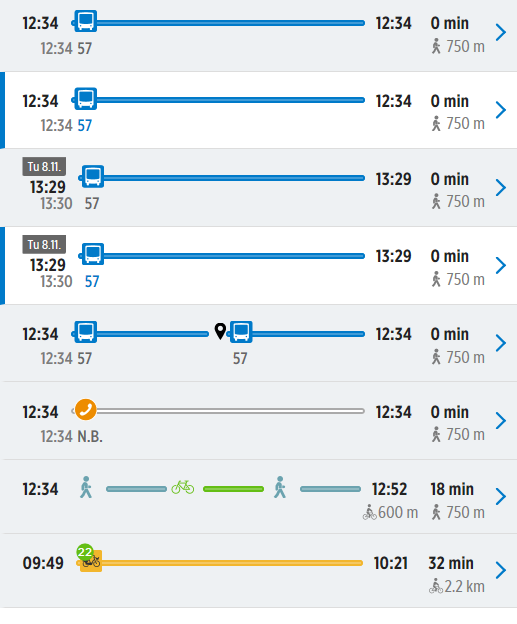 12:34 12:34 0 min
12:34 57 750 m
12:34 12:34 0 min
12:34 57 750 m
Tu 8.11.
13:29 13:29 0 min
13:30 57 750 m
Tu 8.11.
13:29 13:29 0 min
13:30 57 750 m
12:34 12:34 0 min
12:34 57 57 750 m
12:34 12:34 0 min
12:34 N.B. 750 m
12:34 12:52 18 min
600 m 750 m
22
09:49 10:21 32 min
2.2 km